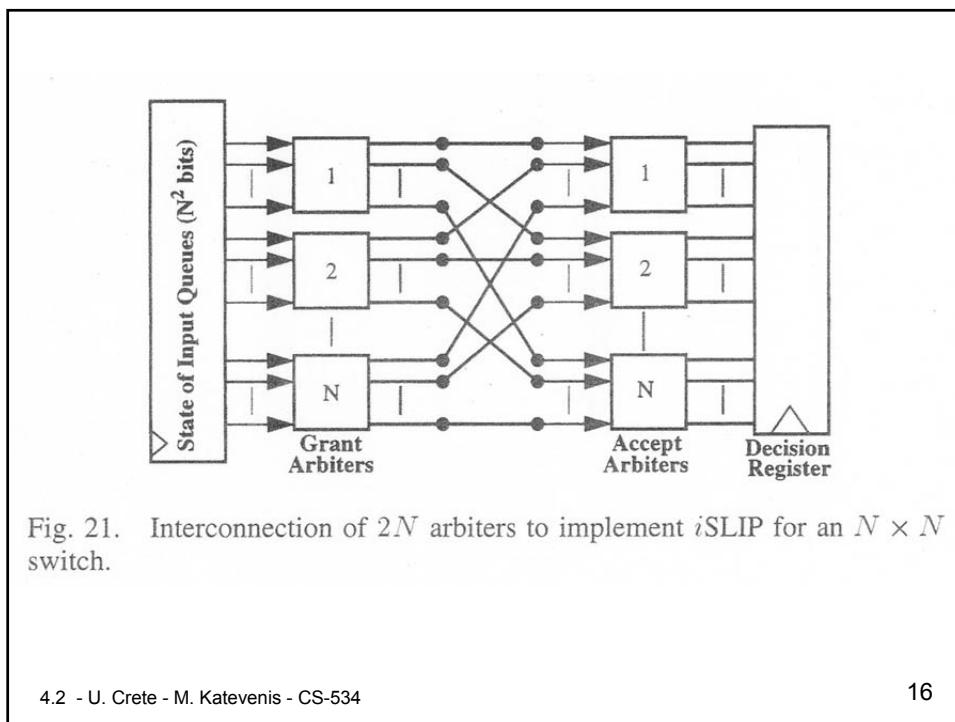 State of Input Queues (N² bits)
1
2
N
Grant
Arbiters
1
2
N
Accept
Arbiters
Decision
Register
Fig. 21. Interconnection of 2N arbiters to implement iSLIP for an N × N
switch.
4.2 - U. Crete - M. Katevenis - CS-534
16